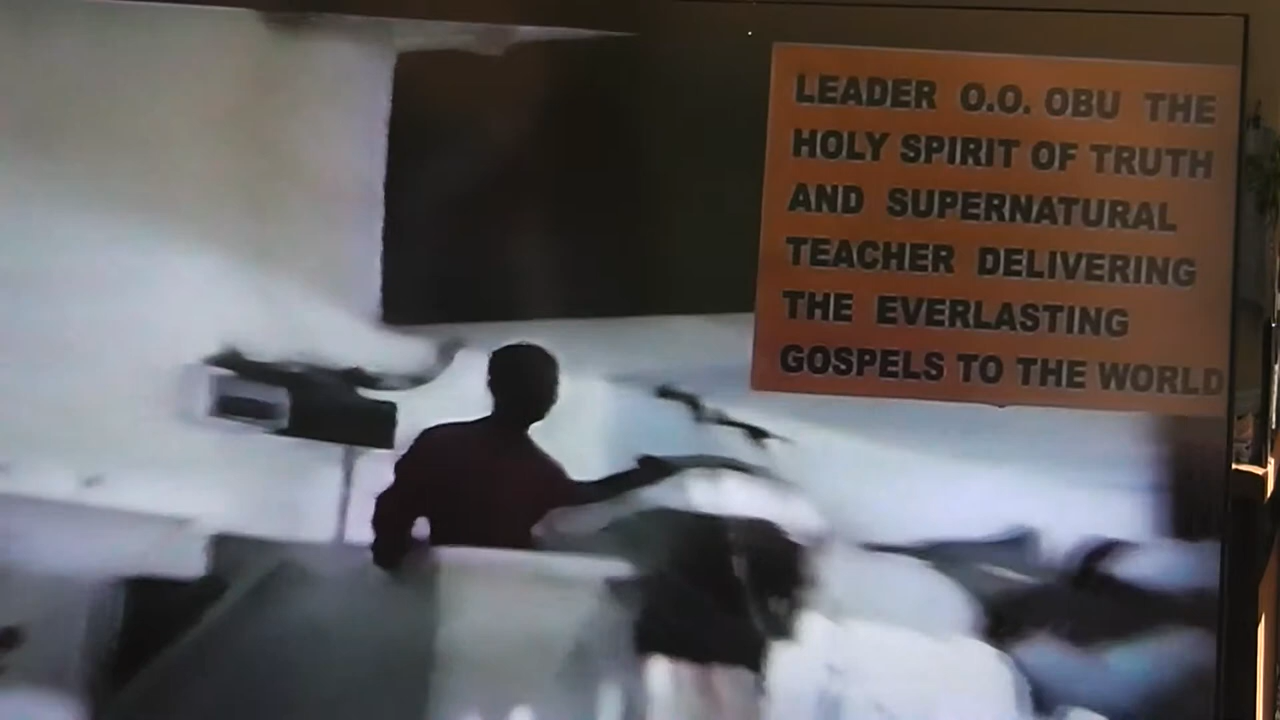 LEADER O.O. OBU THE
HOLY SPIRIT OF TRUTH
AND SUPERNATURAL
TEACHER DELIVERING
THE EVERLASTING
GOSPELS TO THE WORLD